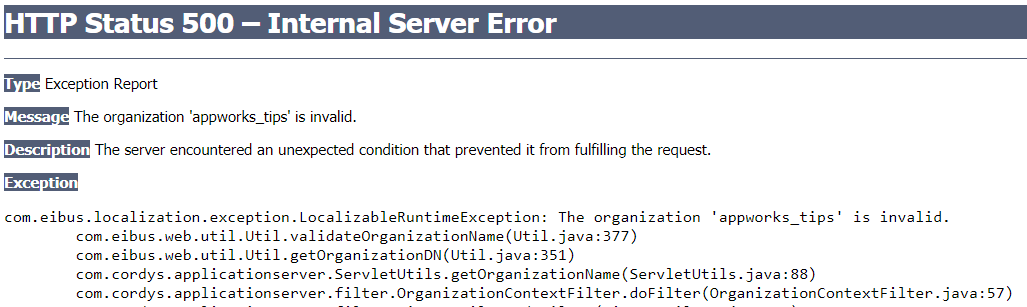 HTTP Status 500 – Internal Server Error
Type Exception Report
Message The organization 'appworks_tips' is invalid.
Description The server encountered an unexpected condition that prevented it from fulfilling the request.
Exception
com.eibus.localization.exception.LocalizableRuntimeException: The organization 'appworks_tips' is invalid.
com.eibus.web.util.Util.validateOrganizationName(Util.java:377)
com.eibus.web.util.Util.getOrganizationDN(Util.java:351)
com.cordys.applicationserver.ServletUtils.getOrganizationName(ServletUtils.java:88)
com.cordys.applicationserver.filter.OrganizationContextFilter.doFilter(OrganizationContextFilter.java:57)